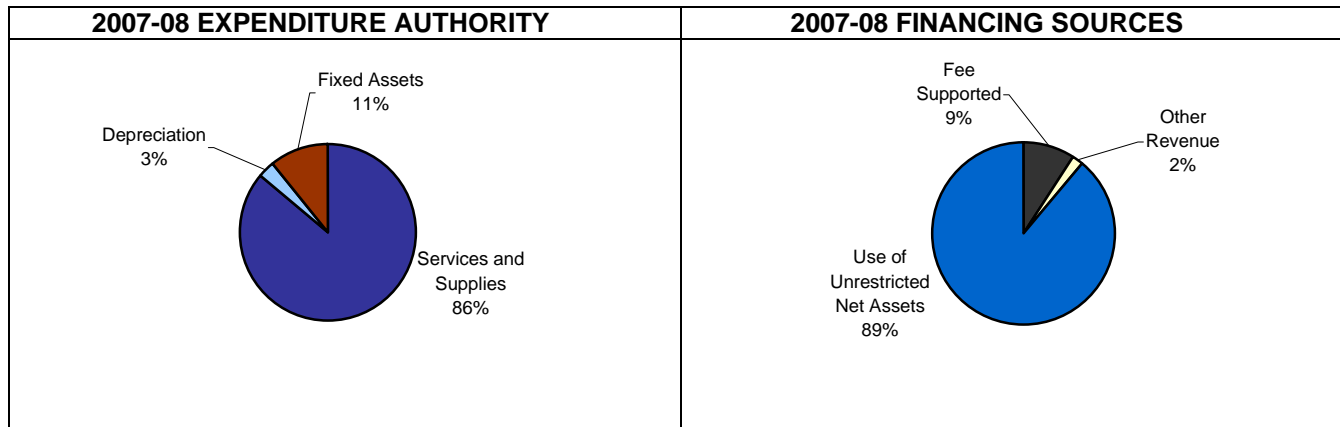 2007-08 EXPENDITURE AUTHORITY
Fixed Assets
11%
Depreciation
3%
Services and
Supplies
86%
2007-08 FINANCING SOURCES
Fee
Supported
9%
Other
Revenue
2%
Use of
Unrestricted
Net Assets
89%